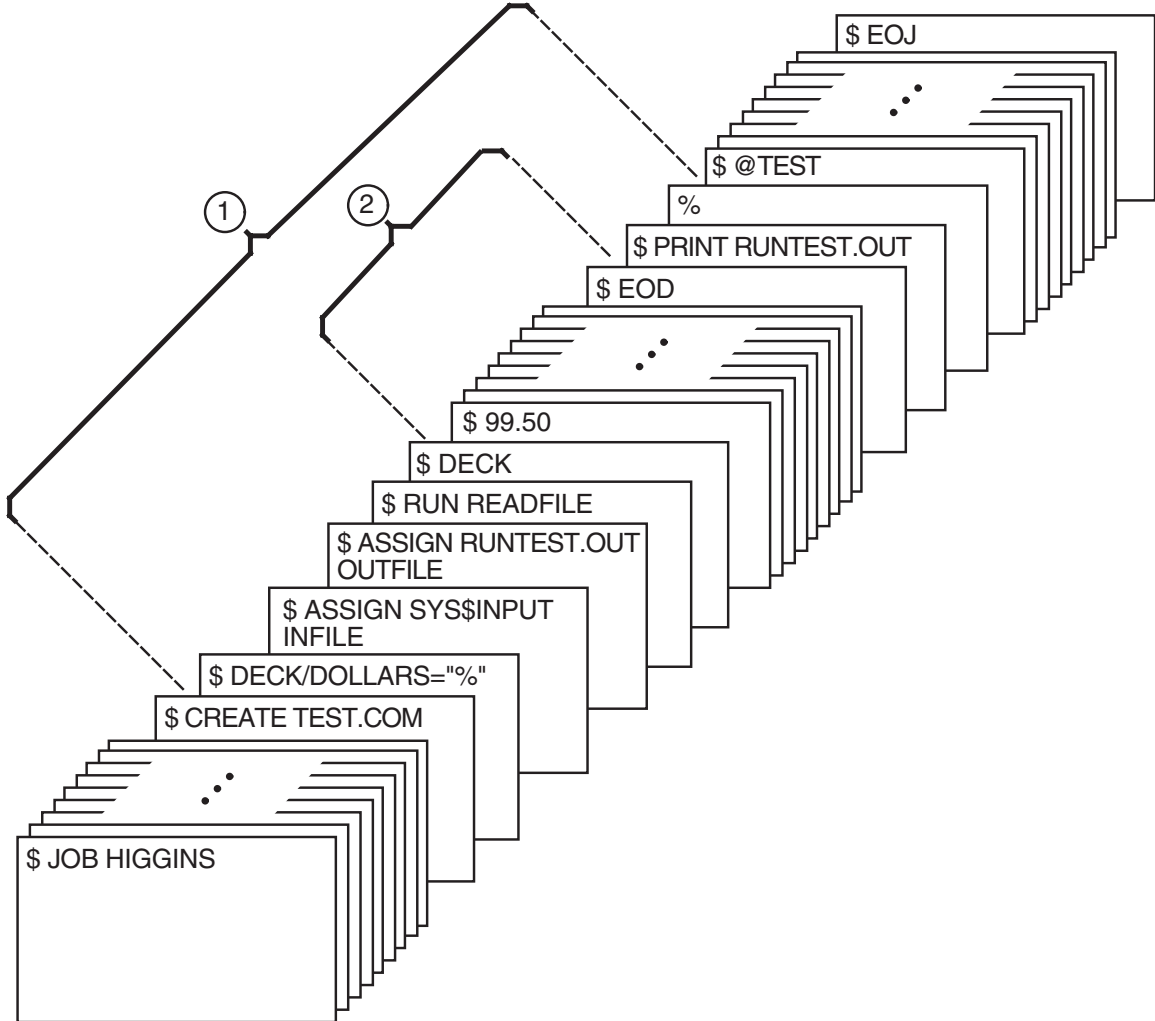 $ EOJ
$ @TEST
%
$ PRINT RUNTEST.OUT
$ EOD
$ 99.50
$ DECK
$ RUN READFILE
$ ASSIGN RUNTEST.OUT
OUTFILE
$ ASSIGN SYS$INPUT
INFILE
$ DECK/DOLLARS="%"
$ CREATE TEST.COM
$ JOB HIGGINS
1
2